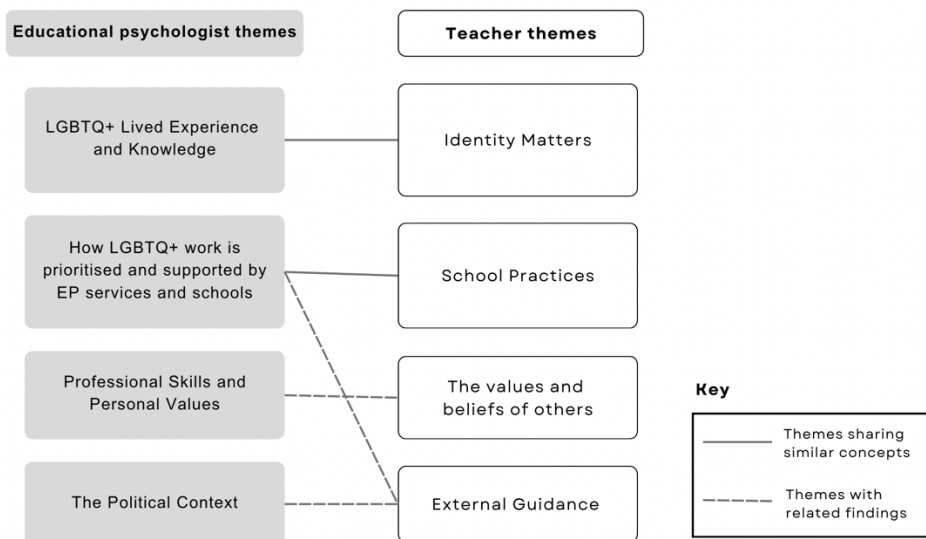 Educational psychologist themes
Teacher themes
LGBTQ+ Lived Experience
and Knowledge
Identity Matters
How LGBTQ+ work is
prioritised and supported by
EP services and schools
School Practices
Professional Skills and
Personal Values
The values and
beliefs of others
The Political Context
External Guidance
Key
Themes sharing
similar concepts
Themes with
related findings